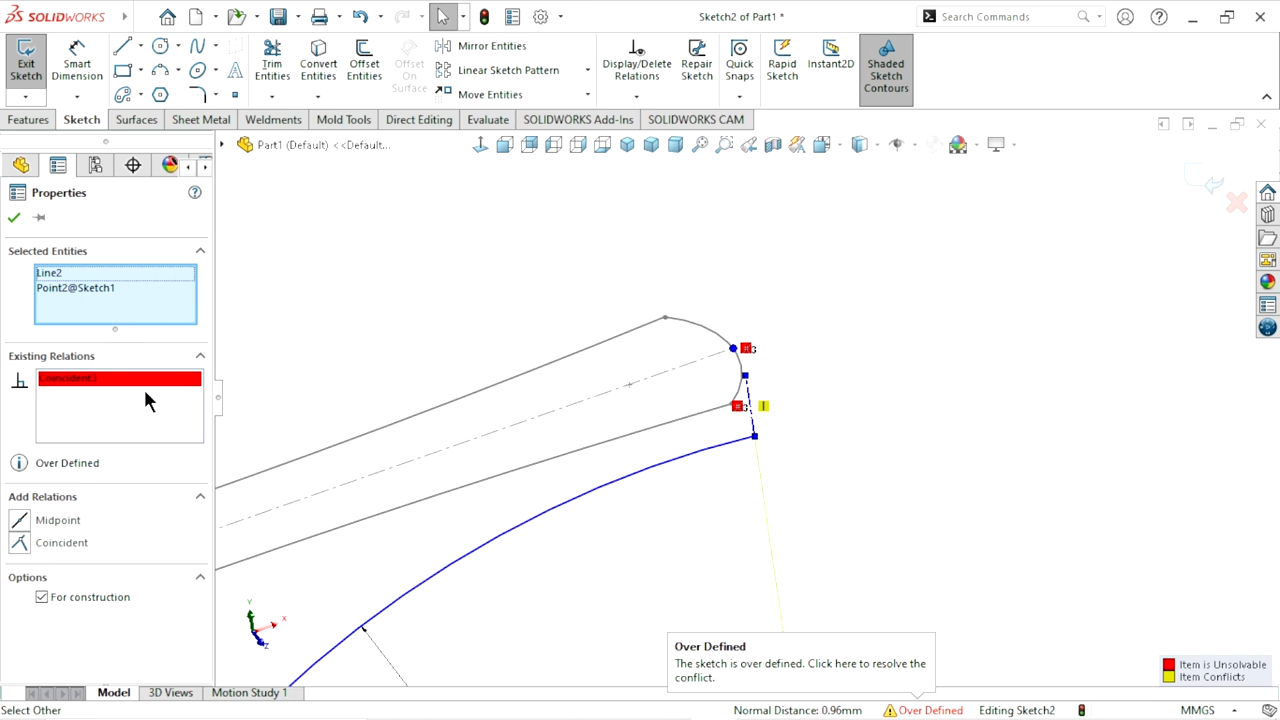 SOLIDWORKS
Sketch2 of Part1 *
Search Commands
Exit Sketch
Smart Dimension
Trim Entities
Convert Entities
Offset Entities
Offset On Surface
Mirror Entities
Linear Sketch Pattern
Move Entities
Display/Delete Relations
Repair Sketch
Quick Snaps
Rapid Sketch
Instant2D
Shaded Sketch Contours
Features
Sketch
Surfaces
Sheet Metal
Weldments
Mold Tools
Direct Editing
Evaluate
SOLIDWORKS Add-Ins
SOLIDWORKS CAM
Part1 (Default) <<Default...
Properties
Selected Entities
Line2
Point2@Sketch1
Existing Relations
Over Defined
Add Relations
Midpoint
Coincident
Options
For construction
Y
X
Z
Over Defined
The sketch is over defined. Click here to resolve the
conflict.
Item is Unsolvable
Item Conflicts
Model
3D Views
Motion Study 1
Select Other
Normal Distance: 0.96mm
Over Defined
Editing Sketch2
MMGS